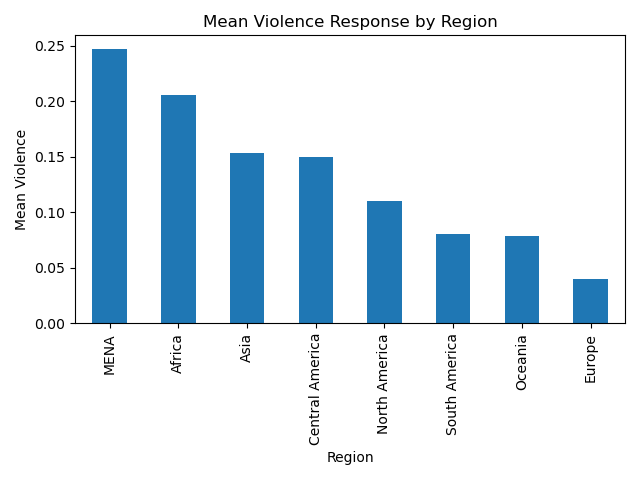 Mean Violence Response by Region
Mean Violence
0.25
0.20
0.15
0.10
0.05
0.00
MENA
Africa
Asia
Central America
North America
South America
Oceania
Europe
Region